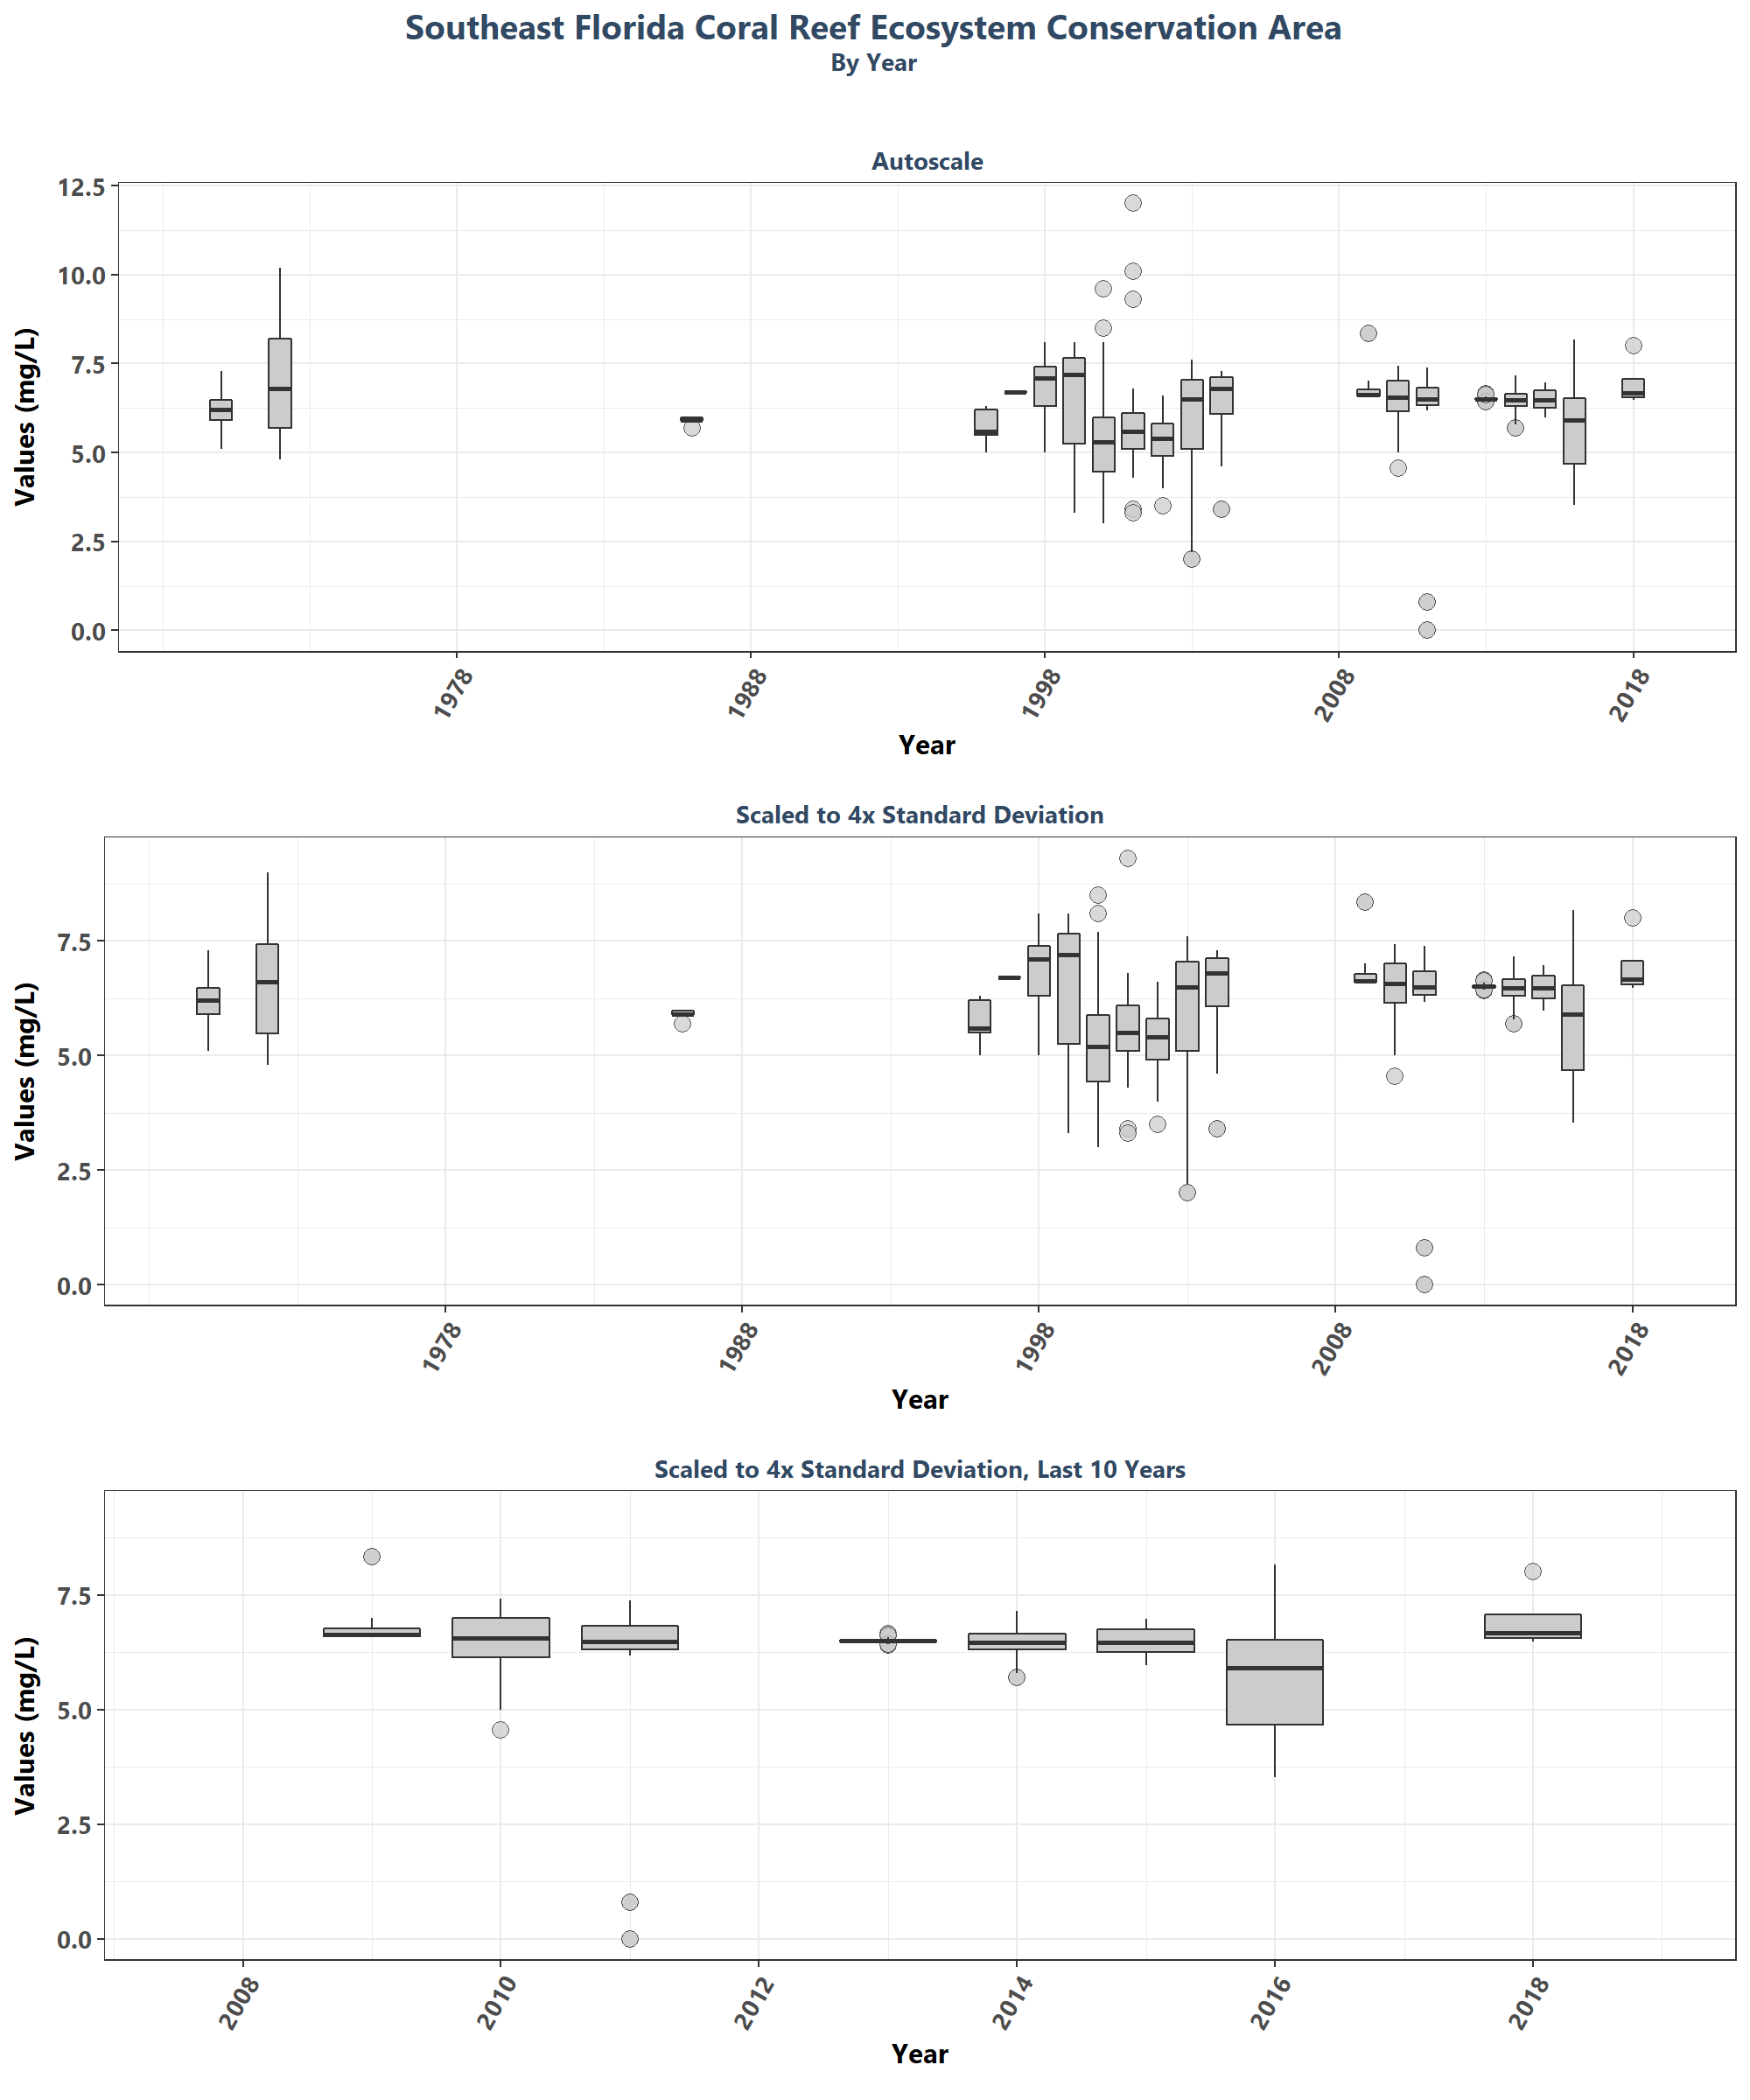 Southeast Florida Coral Reef Ecosystem Conservation Area
By Year
Autoscale
12.5
10.0
7.5
5.0
2.5
0.0
Values (mg/L)
1978
1988
1998
2008
2018
Year
Scaled to 4x Standard Deviation
7.5
5.0
2.5
0.0
Values (mg/L)
1978
1988
1998
2008
2018
Year
Scaled to 4x Standard Deviation, Last 10 Years
7.5
5.0
2.5
0.0
Values (mg/L)
2008
2010
2012
2014
2016
2018
Year